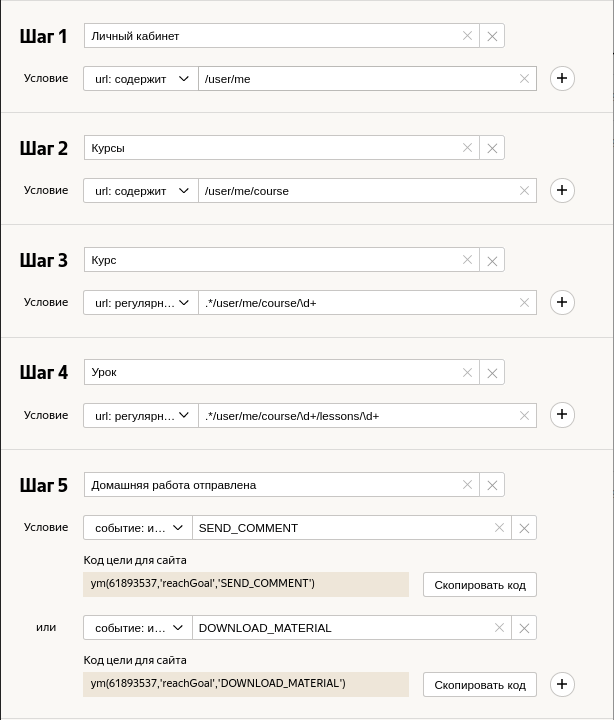 Шаг 1 Личный кабинет
Условие url: содержит /user/me
Шаг 2 Курсы
Условие url: содержит /user/me/course
Шаг 3 Курс
Условие url: регулярн... .*/user/me/course/\d+
Шаг 4 Урок
Условие url: регулярн... .*/user/me/course/\d+/lessons/\d+
Шаг 5 Домашняя работа отправлена
Условие событие: и... SEND_COMMENT
Код цели для сайта
ym(61893537,'reachGoal','SEND_COMMENT') Скопировать код
или событие: и... DOWNLOAD_MATERIAL
Код цели для сайта
ym(61893537,'reachGoal','DOWNLOAD_MATERIAL') Скопировать код